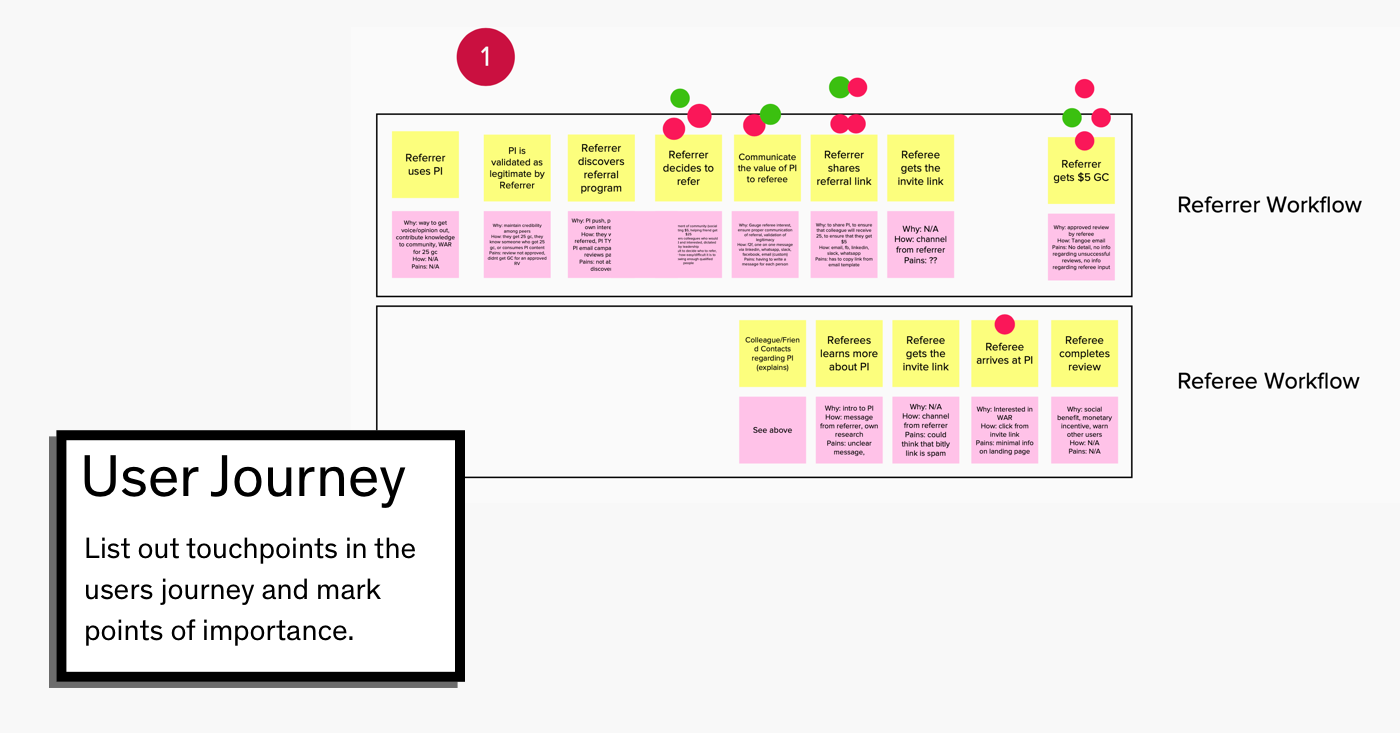 1
Referrer
uses PI
PI is
validated as
legitimate by
Referrer
Referrer
discovers
referral
program
Referrer
decides to
refer
Communicate
the value of PI
to referee
Referrer
shares
referral link
Referee
gets the
invite link
Referrer
gets $5 GC
Why: way to get
voice/opinion out,
contribute knowledge
to community, WAR
for 25 gc
How: N/A
Pains: N/A
Why: maintain credibility
among peers
How: they get 25 gc, they
know someone who got 25
gc, or consumes PI content
Pains: review not approved,
didnt get GC for an approved
RV
Why: PI push, p
own intere
How: they v
referred, PI TY
PI email campa
reviews pa
Pains: not at
discove
Why: Gauge referee interest,
ensure proper communication
of referral, validation of
legitimacy
How: 121, one on one message
via linkedin, whatsapp, slack,
facebook, email (custom)
Pains: having to write a
message for each person
Why: to share PI, to ensure
that colleague will receive
25, to ensure that they get
$5
How: email, fb, linkedin,
slack, whatsapp
Pains: has to copy link from
email template
Why: N/A
How: channel
from referrer
Pains: ??
Why: approved review
by referee
How: Tangoe email
Pains: No detail, no info
regarding unsuccessful
reviews, no info
regarding referee input
Referrer Workflow
Colleague/Frien
d Contacts
regarding PI
(explains)
Referees
learns more
about PI
Referee
gets the
invite link
Referee
arrives at PI
Referee
completes
review
See above
Why: intro to PI
How: message
from referrer, own
research
Pains: unclear
message,
Why: N/A
How: channel
from referrer
Pains: could
think that bitly
link is spam
Why: Interested in
WAR
How: click from
invite link
Pains: minimal info
on landing page
Why: social
benefit, monetary
incentive, warn
other users
How: N/A
Pains: N/A
Referee Workflow
User Journey
List out touchpoints in the
users journey and mark
points of importance.